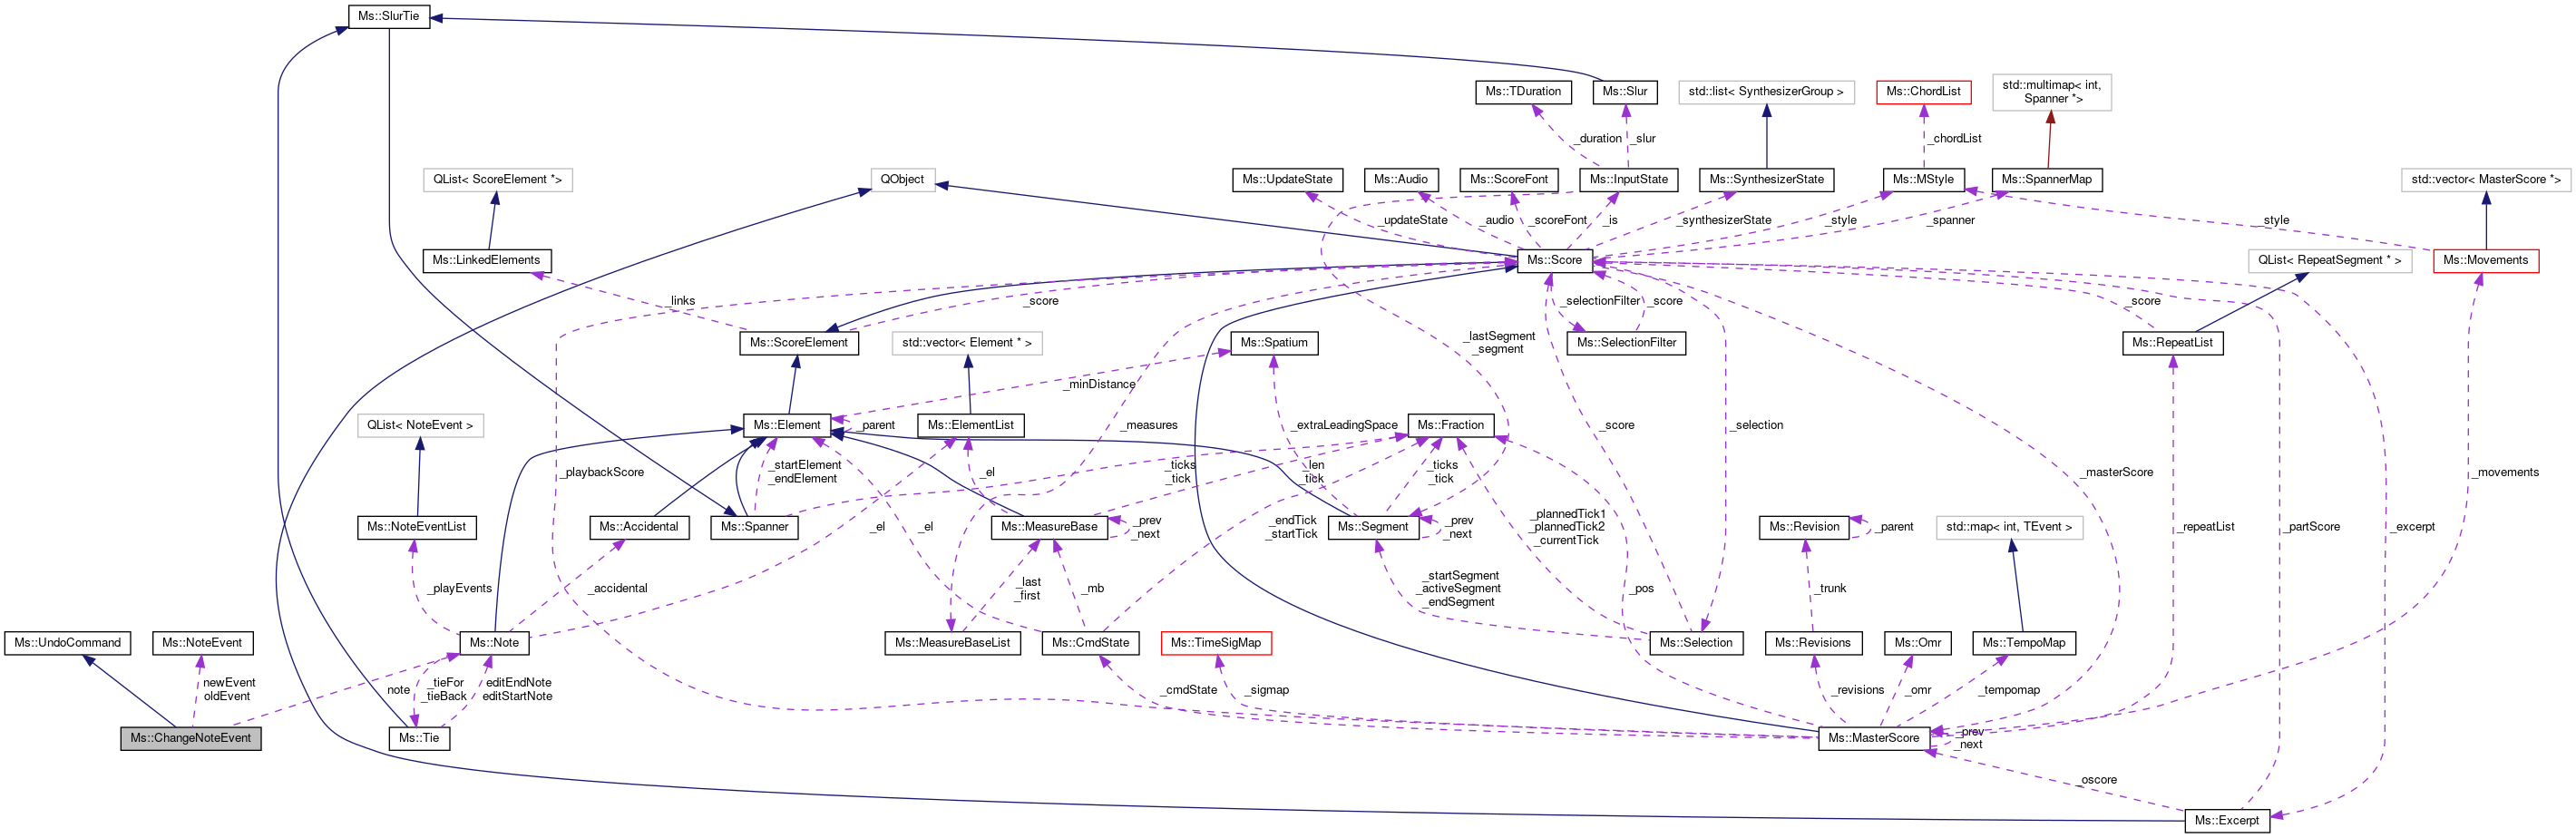 Ms::SlurTie
Ms::TDuration
Ms::Slur
std::list< SynthesizerGroup >
Ms::ChordList
std::multimap< int,
Spanner *>
_duration
_slur
_chordList
QList< ScoreElement *>
QObject
Ms::UpdateState
Ms::Audio
Ms::ScoreFont
Ms::InputState
Ms::SynthesizerState
Ms::MStyle
Ms::SpannerMap
std::vector< MasterScore *>
_updateState
_audio
_scoreFont
_is
_synthesizerState
_style
_spanner
_style
Ms::LinkedElements
Ms::Score
QList< RepeatSegment * >
Ms::Movements
_links
_score
_selectionFilter
_score
_score
Ms::ScoreElement
std::vector< Element * >
Ms::Spatium
_lastSegment
_segment
Ms::SelectionFilter
Ms::RepeatList
_minDistance
QList< NoteEvent >
Ms::Element
_parent
Ms::ElementList
_measures
_extraLeadingSpace
Ms::Fraction
_score
_selection
_playbackScore
_startElement
_endElement
_el
_ticks
_tick
_len
_tick
_ticks
_tick
_masterScore
_movements
Ms::NoteEventList
Ms::Accidental
Ms::Spanner
_el
_el
Ms::MeasureBase
_prev
_next
_endTick
_startTick
Ms::Segment
_prev
_next
_plannedTick1
_plannedTick2
_currentTick
Ms::Revision
_parent
std::map< int, TEvent >
_repeatList
_partScore
_excerpt
_playEvents
_accidental
_last
_first
_mb
_startSegment
_activeSegment
_endSegment
_pos
_trunk
Ms::UndoCommand
Ms::NoteEvent
Ms::Note
Ms::MeasureBaseList
Ms::CmdState
Ms::TimeSigMap
Ms::Selection
Ms::Revisions
Ms::Omr
Ms::TempoMap
newEvent
oldEvent
note
_tieFor
_tieBack
editEndNote
editStartNote
_cmdState
_sigmap
_revisions
_omr
_tempomap
Ms::ChangeNoteEvent
Ms::Tie
Ms::MasterScore
_prev
_next
_oscore
Ms::Excerpt